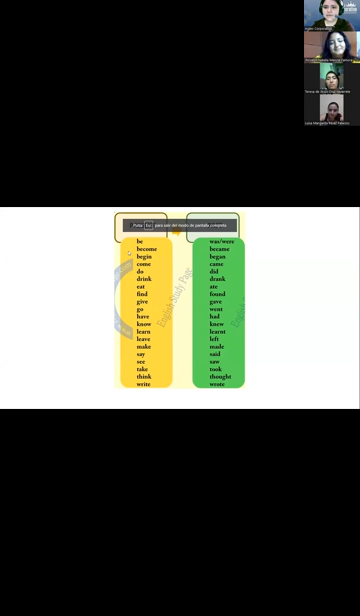 Pulsa Esc para salir del modo de pantalla completa
be was/were
become became
begin began
come came
do did
drink drank
eat ate
find found
give gave
go went
have had
know knew
learn learnt
leave left
make made
say said
see saw
take took
think thought
write wrote
English Study Page